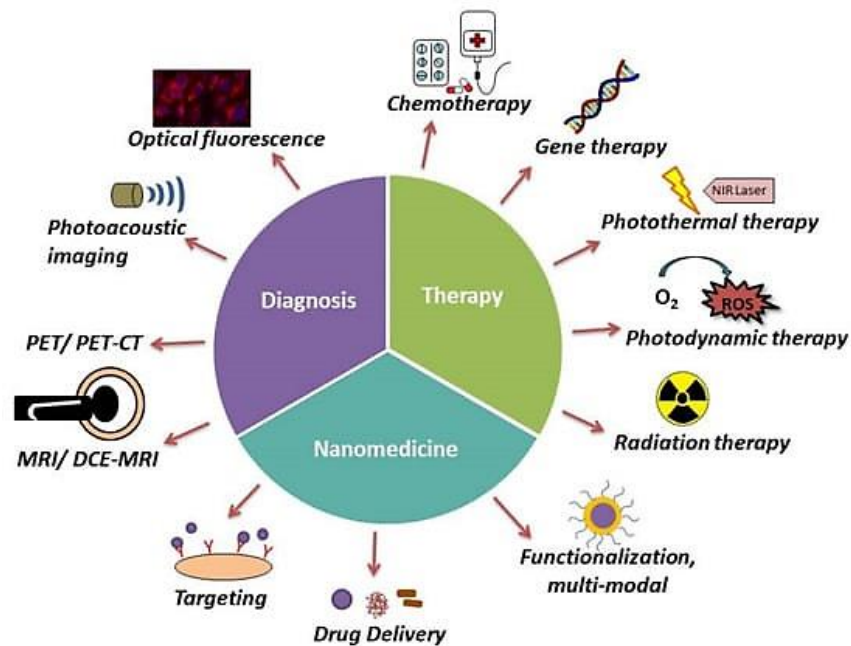 Chemotherapy
Optical fluorescence
Gene therapy
NIR Laser
Photothermal therapy
Photoacoustic
imaging
Diagnosis
Therapy
O₂
ROS
Photodynamic therapy
PET/ PET-CT
Radiation therapy
MRI/ DCE-MRI
Nanomedicine
Functionalization,
multi-modal
Targeting
Drug Delivery